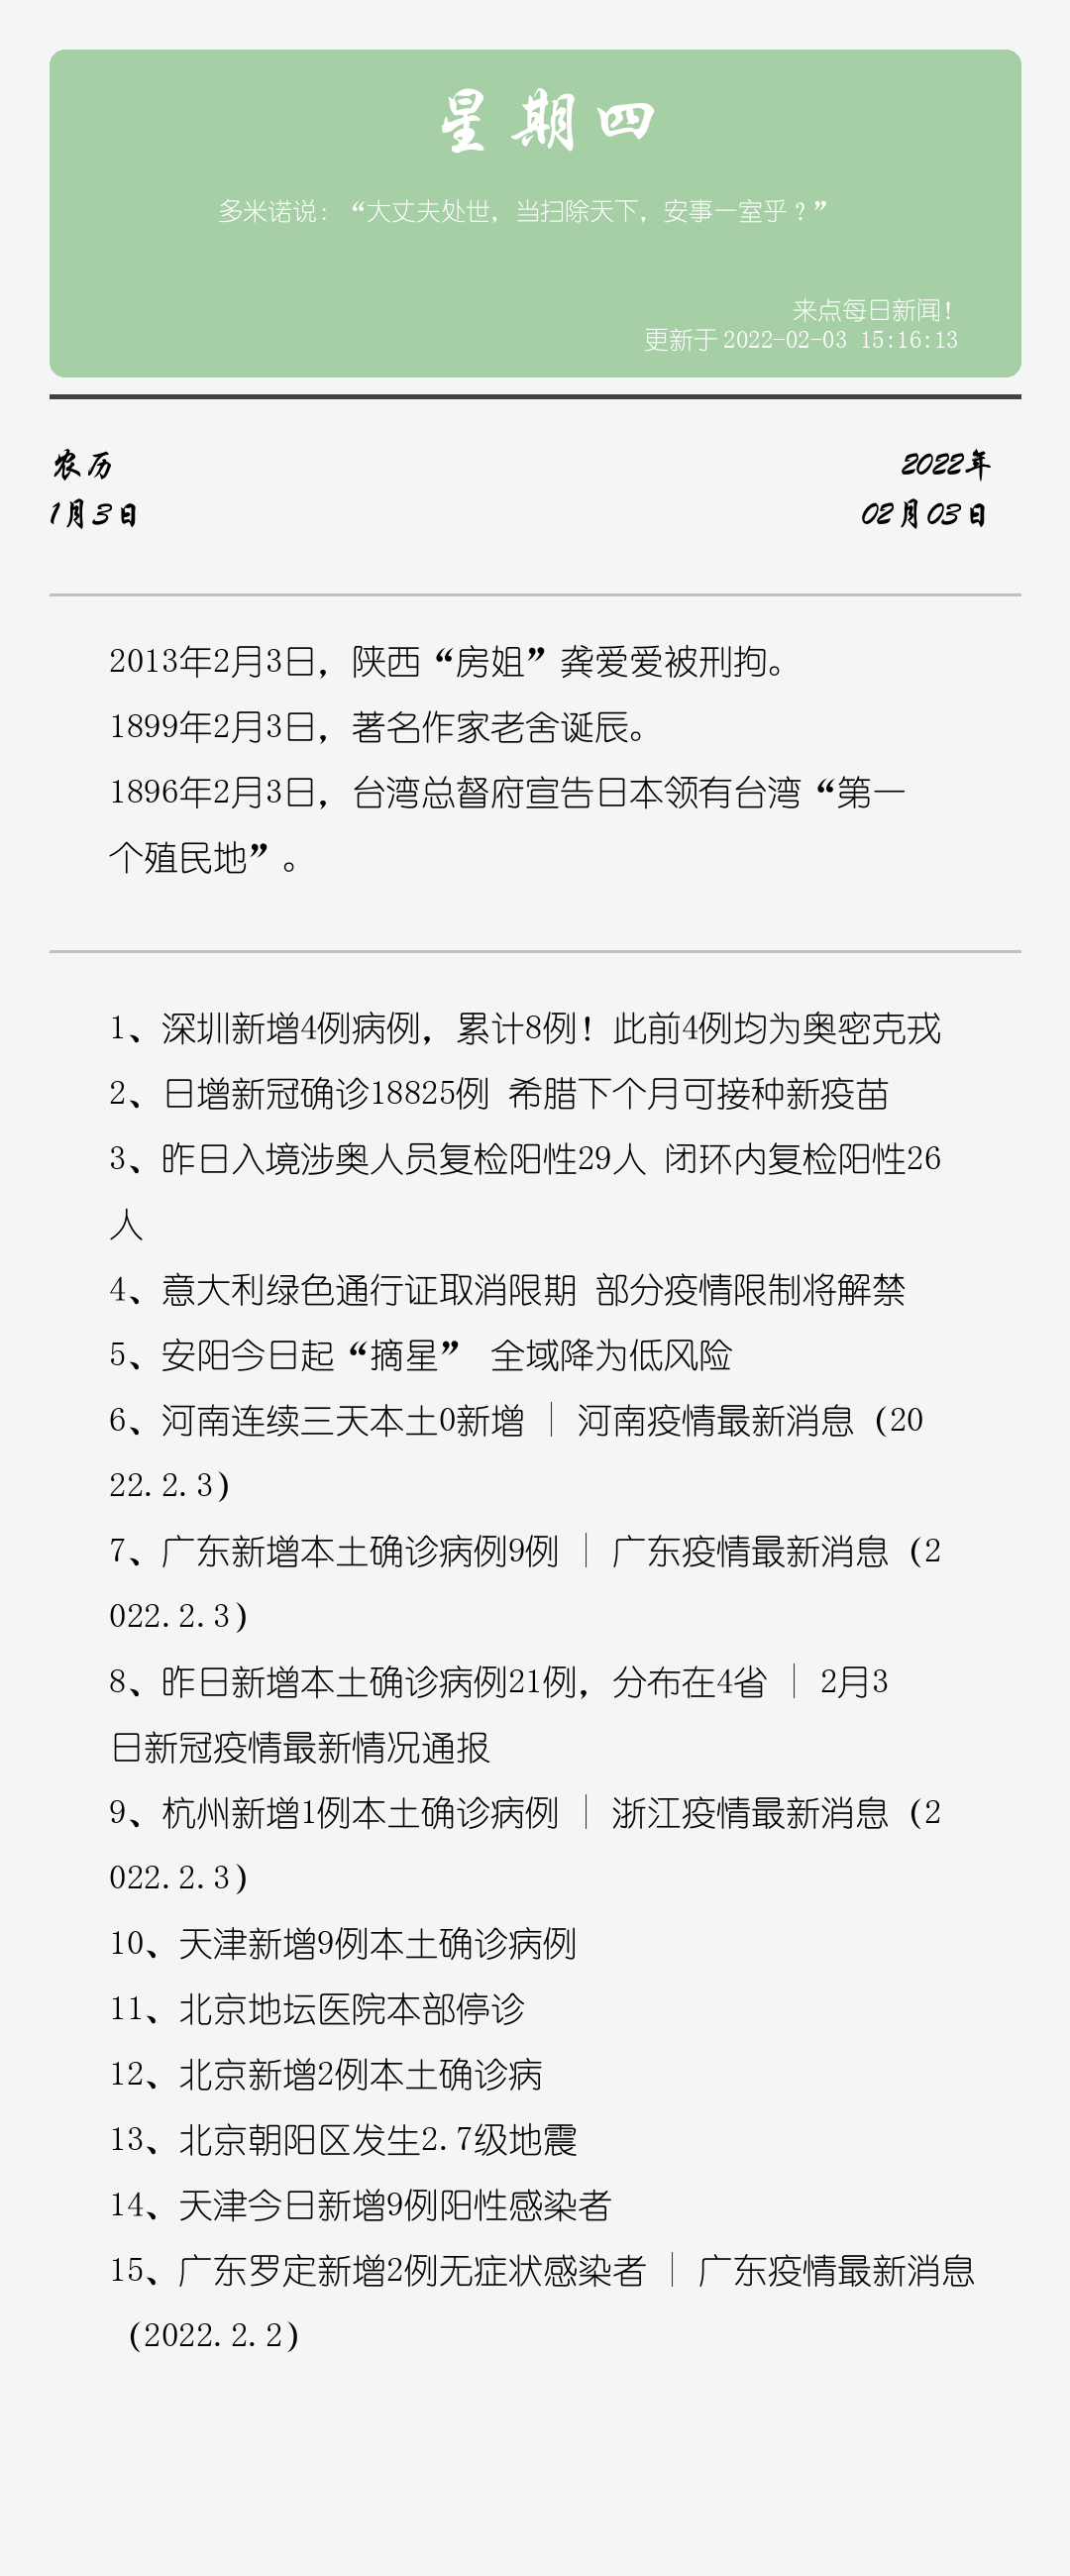 星期四
多米诺说：“大丈夫处世，当扫除天下，安事一室乎？”
来点每日新闻！
更新于 2022-02-03 15:16:13
农历
1月3日
2022年
02月03日
2013年2月3日，陕西“房姐”龚爱爱被刑拘。
1899年2月3日，著名作家老舍诞辰。
1896年2月3日，台湾总督府宣告日本领有台湾“第一
个殖民地”。
1、深圳新增4例病例，累计8例！此前4例均为奥密克戎
2、日增新冠确诊18825例 希腊下个月可接种新疫苗
3、昨日入境涉奥人员复检阳性29人 闭环内复检阳性26
人
4、意大利绿色通行证取消限期 部分疫情限制将解禁
5、安阳今日起“摘星” 全域降为低风险
6、河南连续三天本土0新增 | 河南疫情最新消息（20
22.2.3）
7、广东新增本土确诊病例9例 | 广东疫情最新消息（2
022.2.3）
8、昨日新增本土确诊病例21例，分布在4省 | 2月3
日新冠疫情最新情况通报
9、杭州新增1例本土确诊病例 | 浙江疫情最新消息（2
022.2.3）
10、天津新增9例本土确诊病例
11、北京地坛医院本部停诊
12、北京新增2例本土确诊病
13、北京朝阳区发生2.7级地震
14、天津今日新增9例阳性感染者
15、广东罗定新增2例无症状感染者 | 广东疫情最新消息
（2022.2.2）